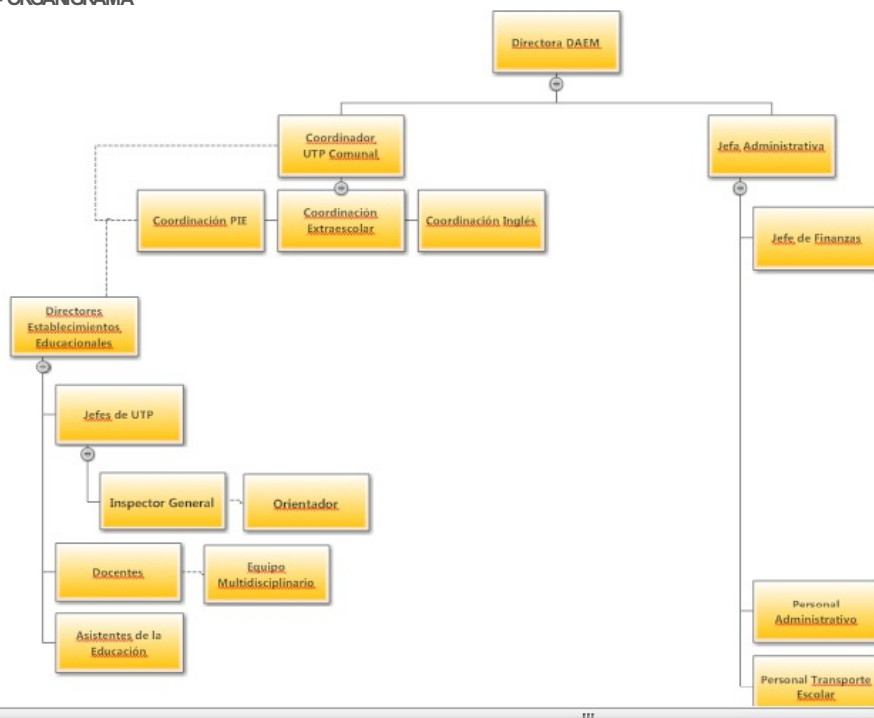 ORGANIGRAMA
Directora DAEM
Coordinador
UTP Comunal
Jefa Administrativa
Coordinación PIE
Coordinación
Extraescolar
Coordinación Inglés
Jefe de Finanzas
Directores
Establecimientos
Educacionales
Jefes de UTP
Inspector General
Orientador
Docentes
Equipo
Multidisciplinario
Asistentes de la
Educación
Personal
Administrativo
Personal Transporte
Escolar